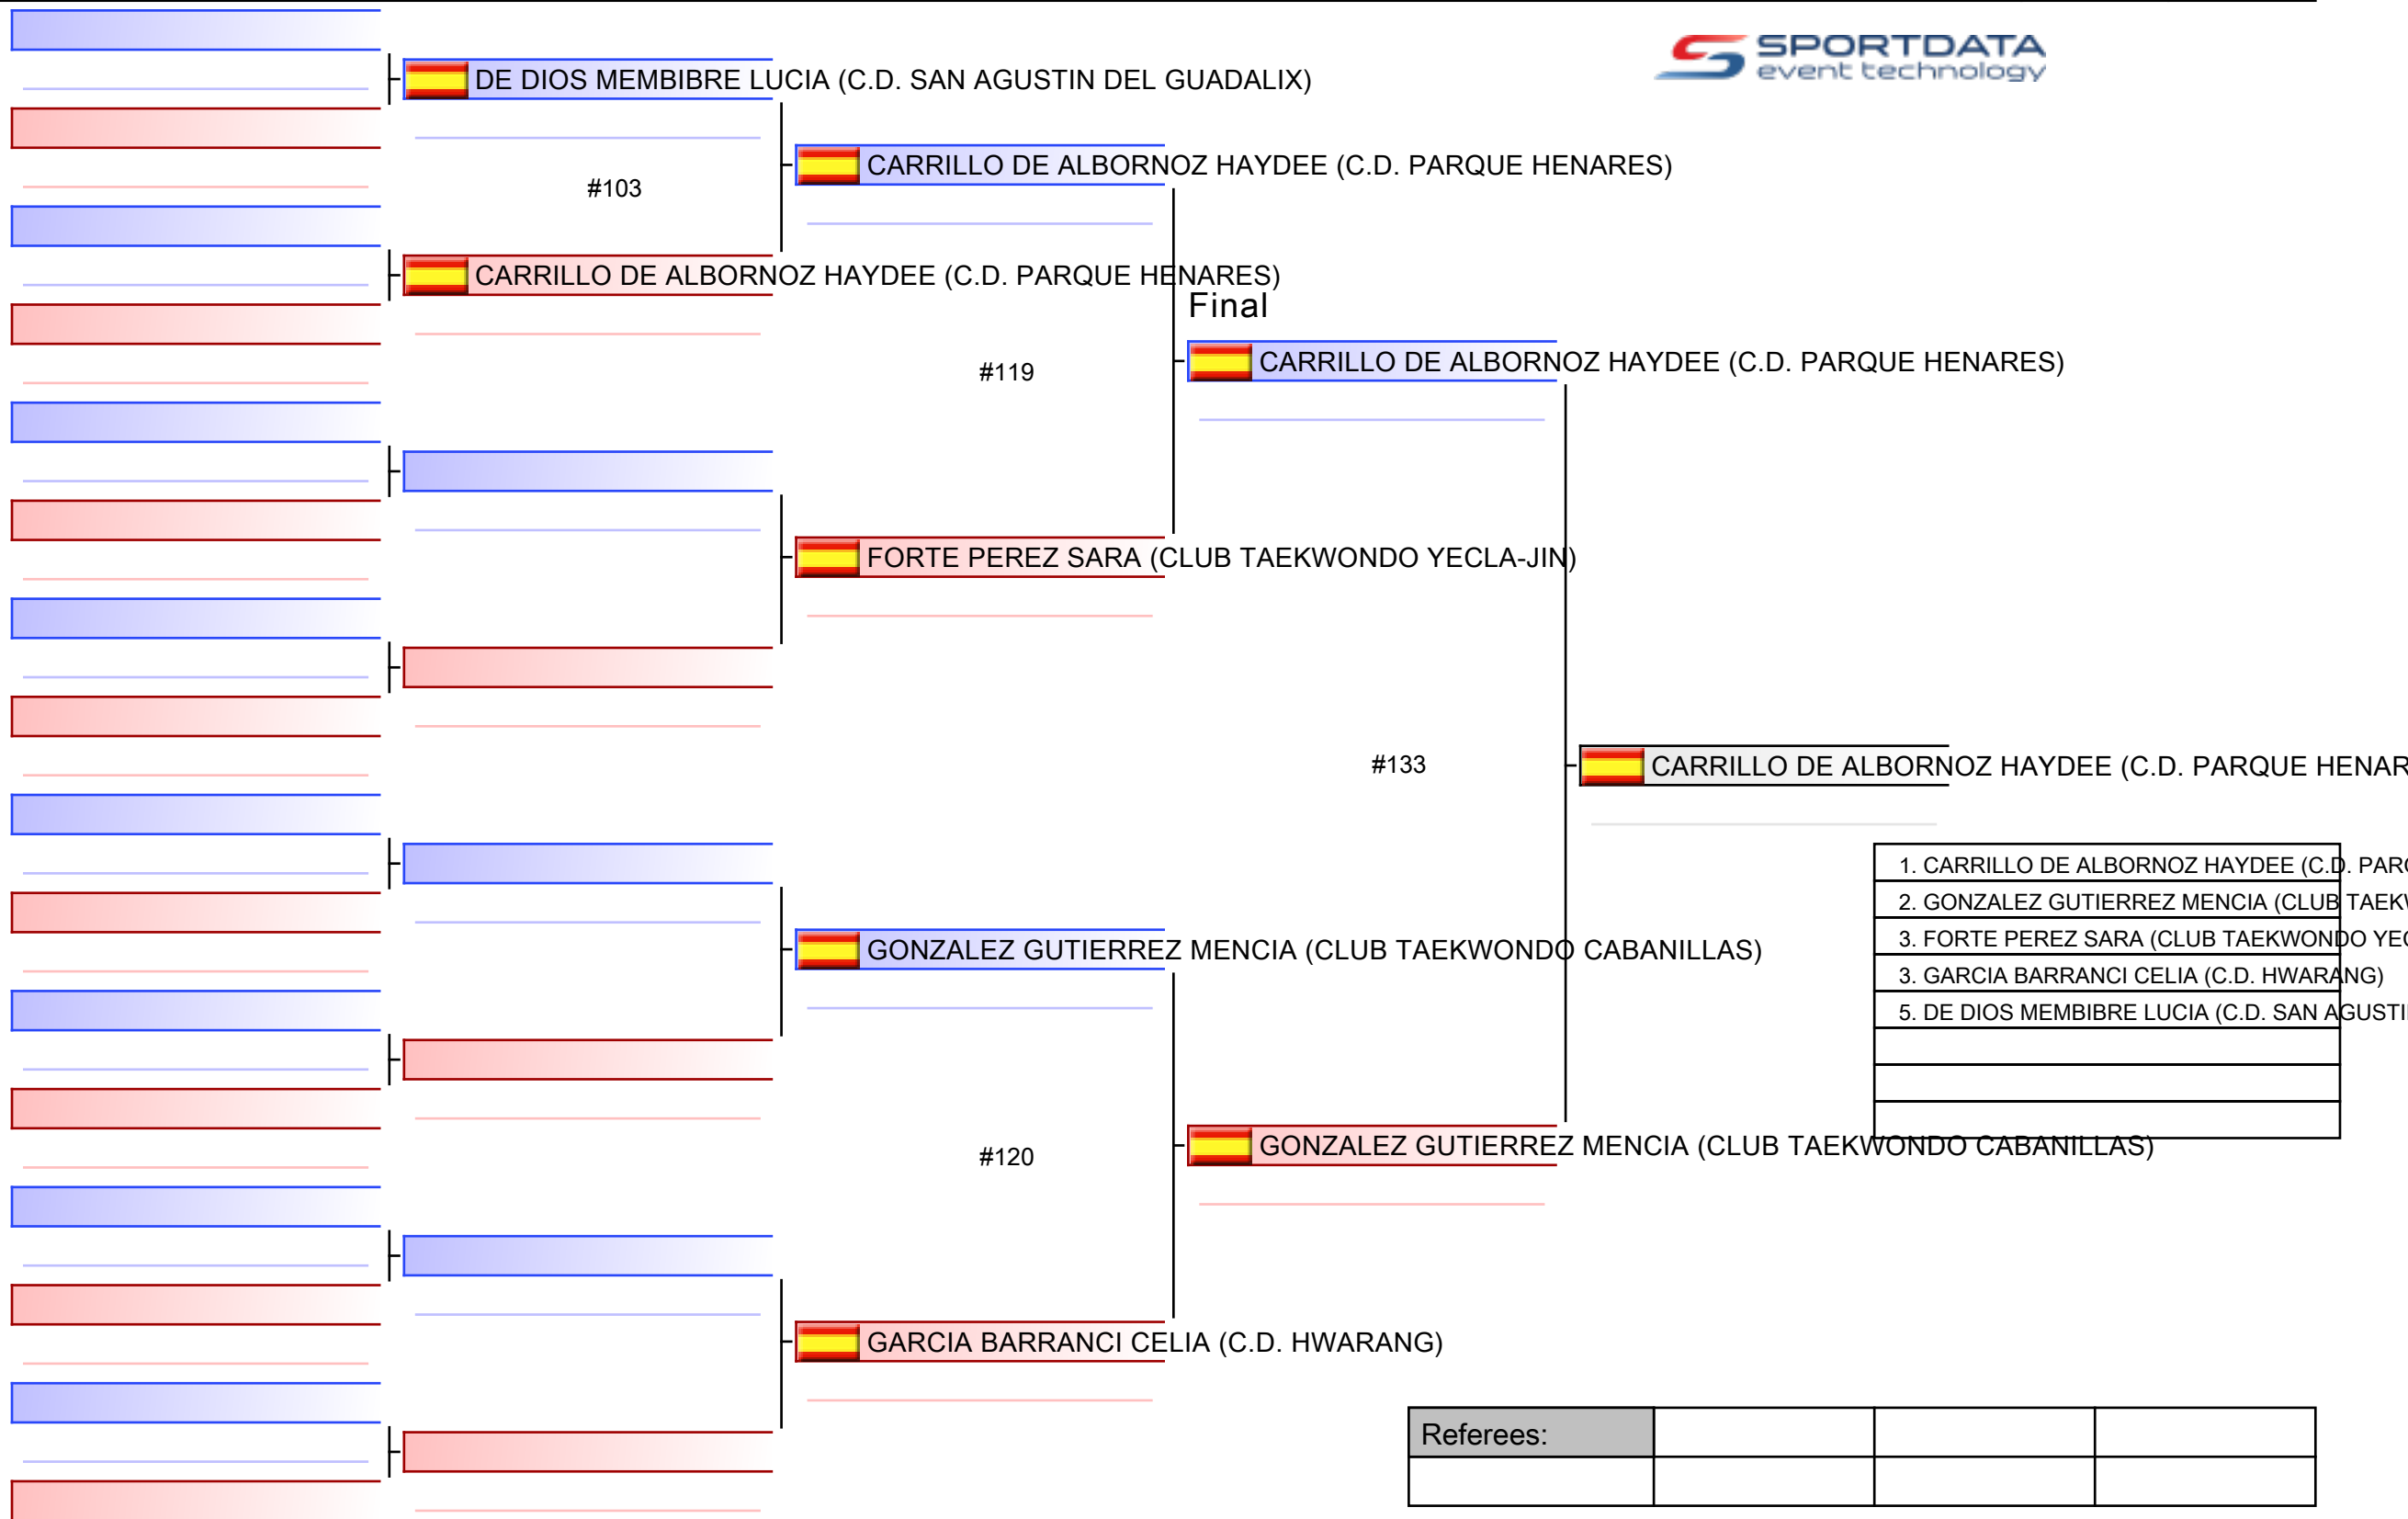 SPORTDATA
event technology
DE DIOS MEMBIBRE LUCIA (C.D. SAN AGUSTIN DEL GUADALIX)
CARRILLO DE ALBORNOZ HAYDEE (C.D. PARQUE HENARES)
#103
CARRILLO DE ALBORNOZ HAYDEE (C.D. PARQUE HENARES)
Final
#119
CARRILLO DE ALBORNOZ HAYDEE (C.D. PARQUE HENARES)
FORTE PEREZ SARA (CLUB TAEKWONDO YECLA-JIN)
#133
CARRILLO DE ALBORNOZ HAYDEE (C.D. PARQUE HENAR
1. CARRILLO DE ALBORNOZ HAYDEE (C.D. PARQ
2. GONZALEZ GUTIERREZ MENCIA (CLUB TAEKW
3. FORTE PEREZ SARA (CLUB TAEKWONDO YEC
3. GARCIA BARRANCI CELIA (C.D. HWARANG)
5. DE DIOS MEMBIBRE LUCIA (C.D. SAN AGUSTI
GONZALEZ GUTIERREZ MENCIA (CLUB TAEKWONDO CABANILLAS)
#120
GONZALEZ GUTIERREZ MENCIA (CLUB TAEKWONDO CABANILLAS)
GARCIA BARRANCI CELIA (C.D. HWARANG)
Referees: